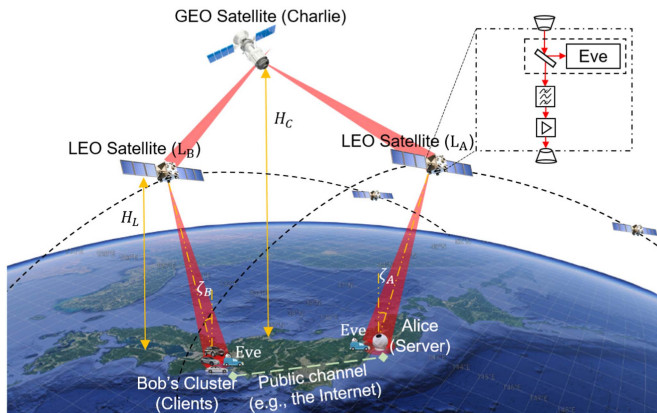 GEO Satellite (Charlie)
Eve
H_C
LEO Satellite (L_B)
LEO Satellite (L_A)
H_L
ζ_B
ζ_A
Eve
Eve
Alice
(Server)
Bob's Cluster
(Clients)
Public channel
(e.g., the Internet)